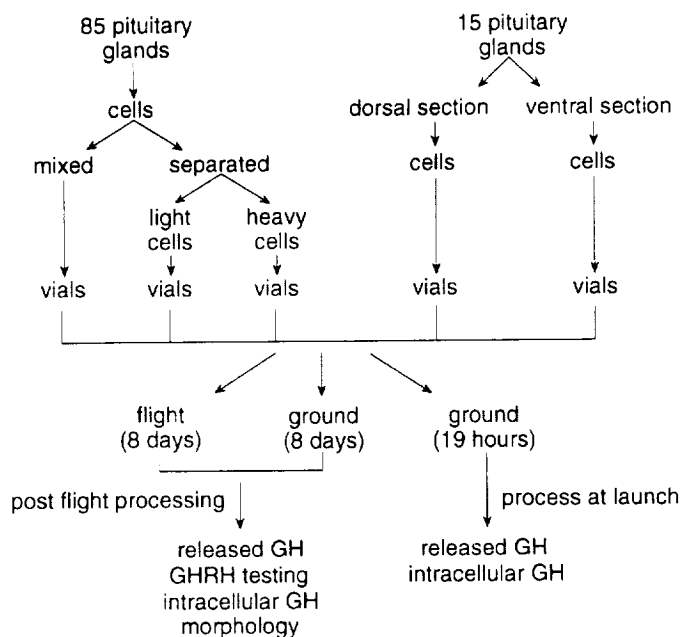 85 pituitary
glands
15 pituitary
glands
cells
dorsal section
ventral section
mixed
separated
cells
cells
light
cells
heavy
cells
vials
vials
vials
vials
vials
flight
(8 days)
ground
(8 days)
ground
(19 hours)
post flight processing
process at launch
released GH
GHRH testing
intracellular GH
morphology
released GH
intracellular GH